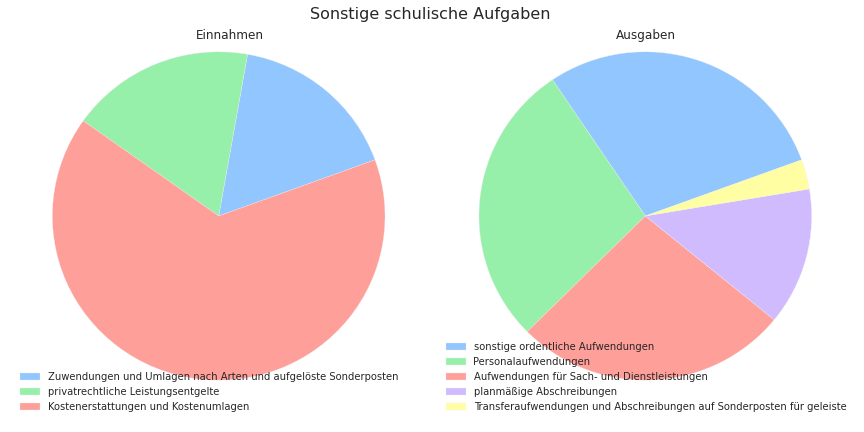 Sonstige schulische Aufgaben
Einnahmen
Zuwendungen und Umlagen nach Arten und aufgelöste Sonderposten
privatrechtliche Leistungsentgelte
Kostenerstattungen und Kostenumlagen
Ausgaben
sonstige ordentliche Aufwendungen
Personalaufwendungen
Aufwendungen für Sach- und Dienstleistungen
planmäßige Abschreibungen
Transferaufwendungen und Abschreibungen auf Sonderposten für geleiste